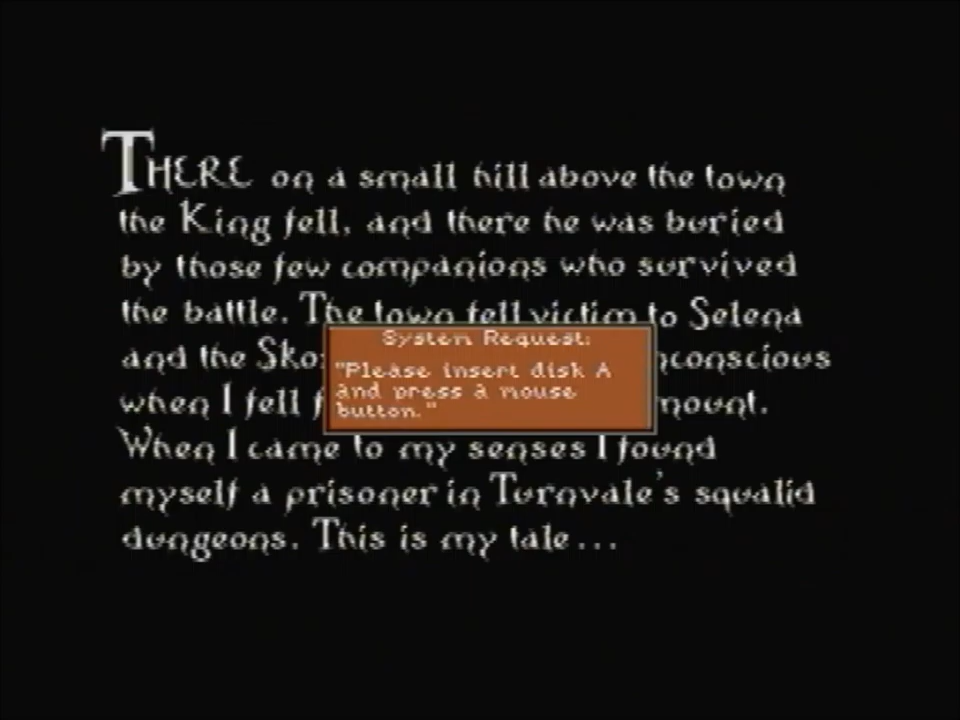 THERE on a small hill above the town
the King fell, and there he was buried
by those few companions who survived
the battle. The town fell victim to Selena
and the Sko
nconscious
when I fell f
mount.
When I came to my senses I found
myself a prisoner in Turnvale's squalid
dungeons. This is my tale...
System Request:
"Please insert disk A
and press a mouse
button."